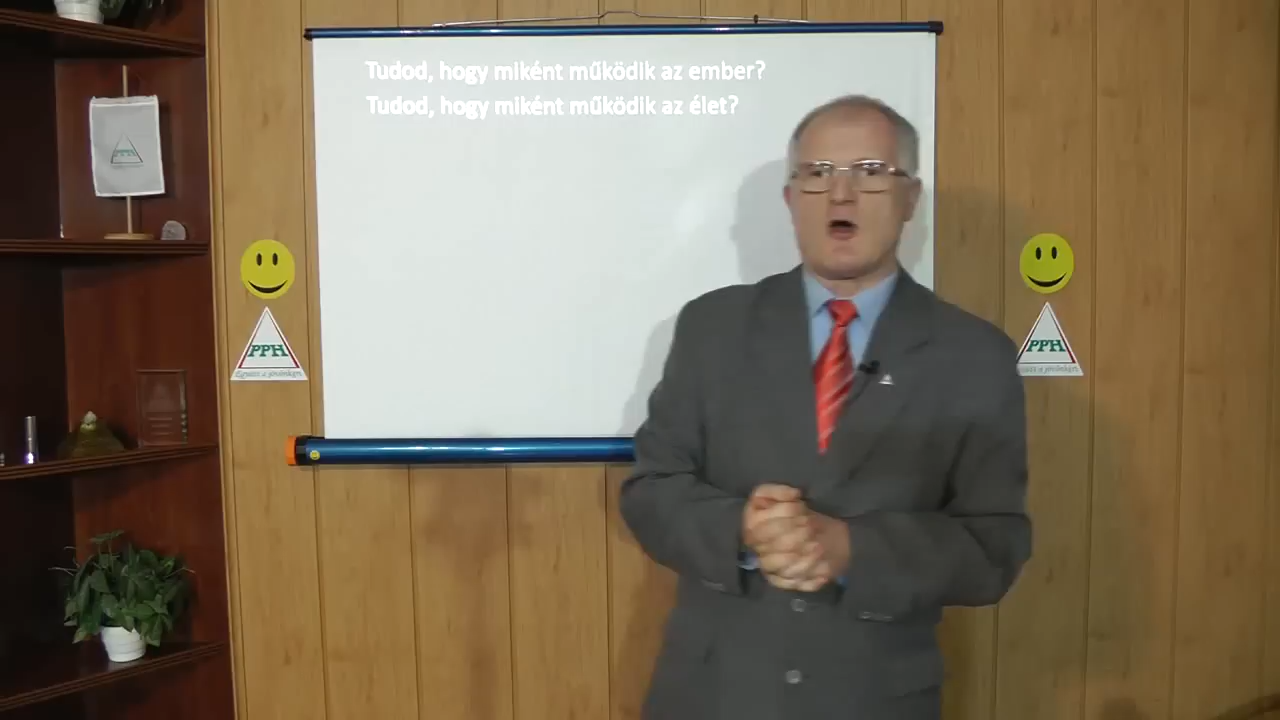 Tudod, hogy miként működik az ember?
Tudod, hogy miként működik az élet?
PPH
PPH